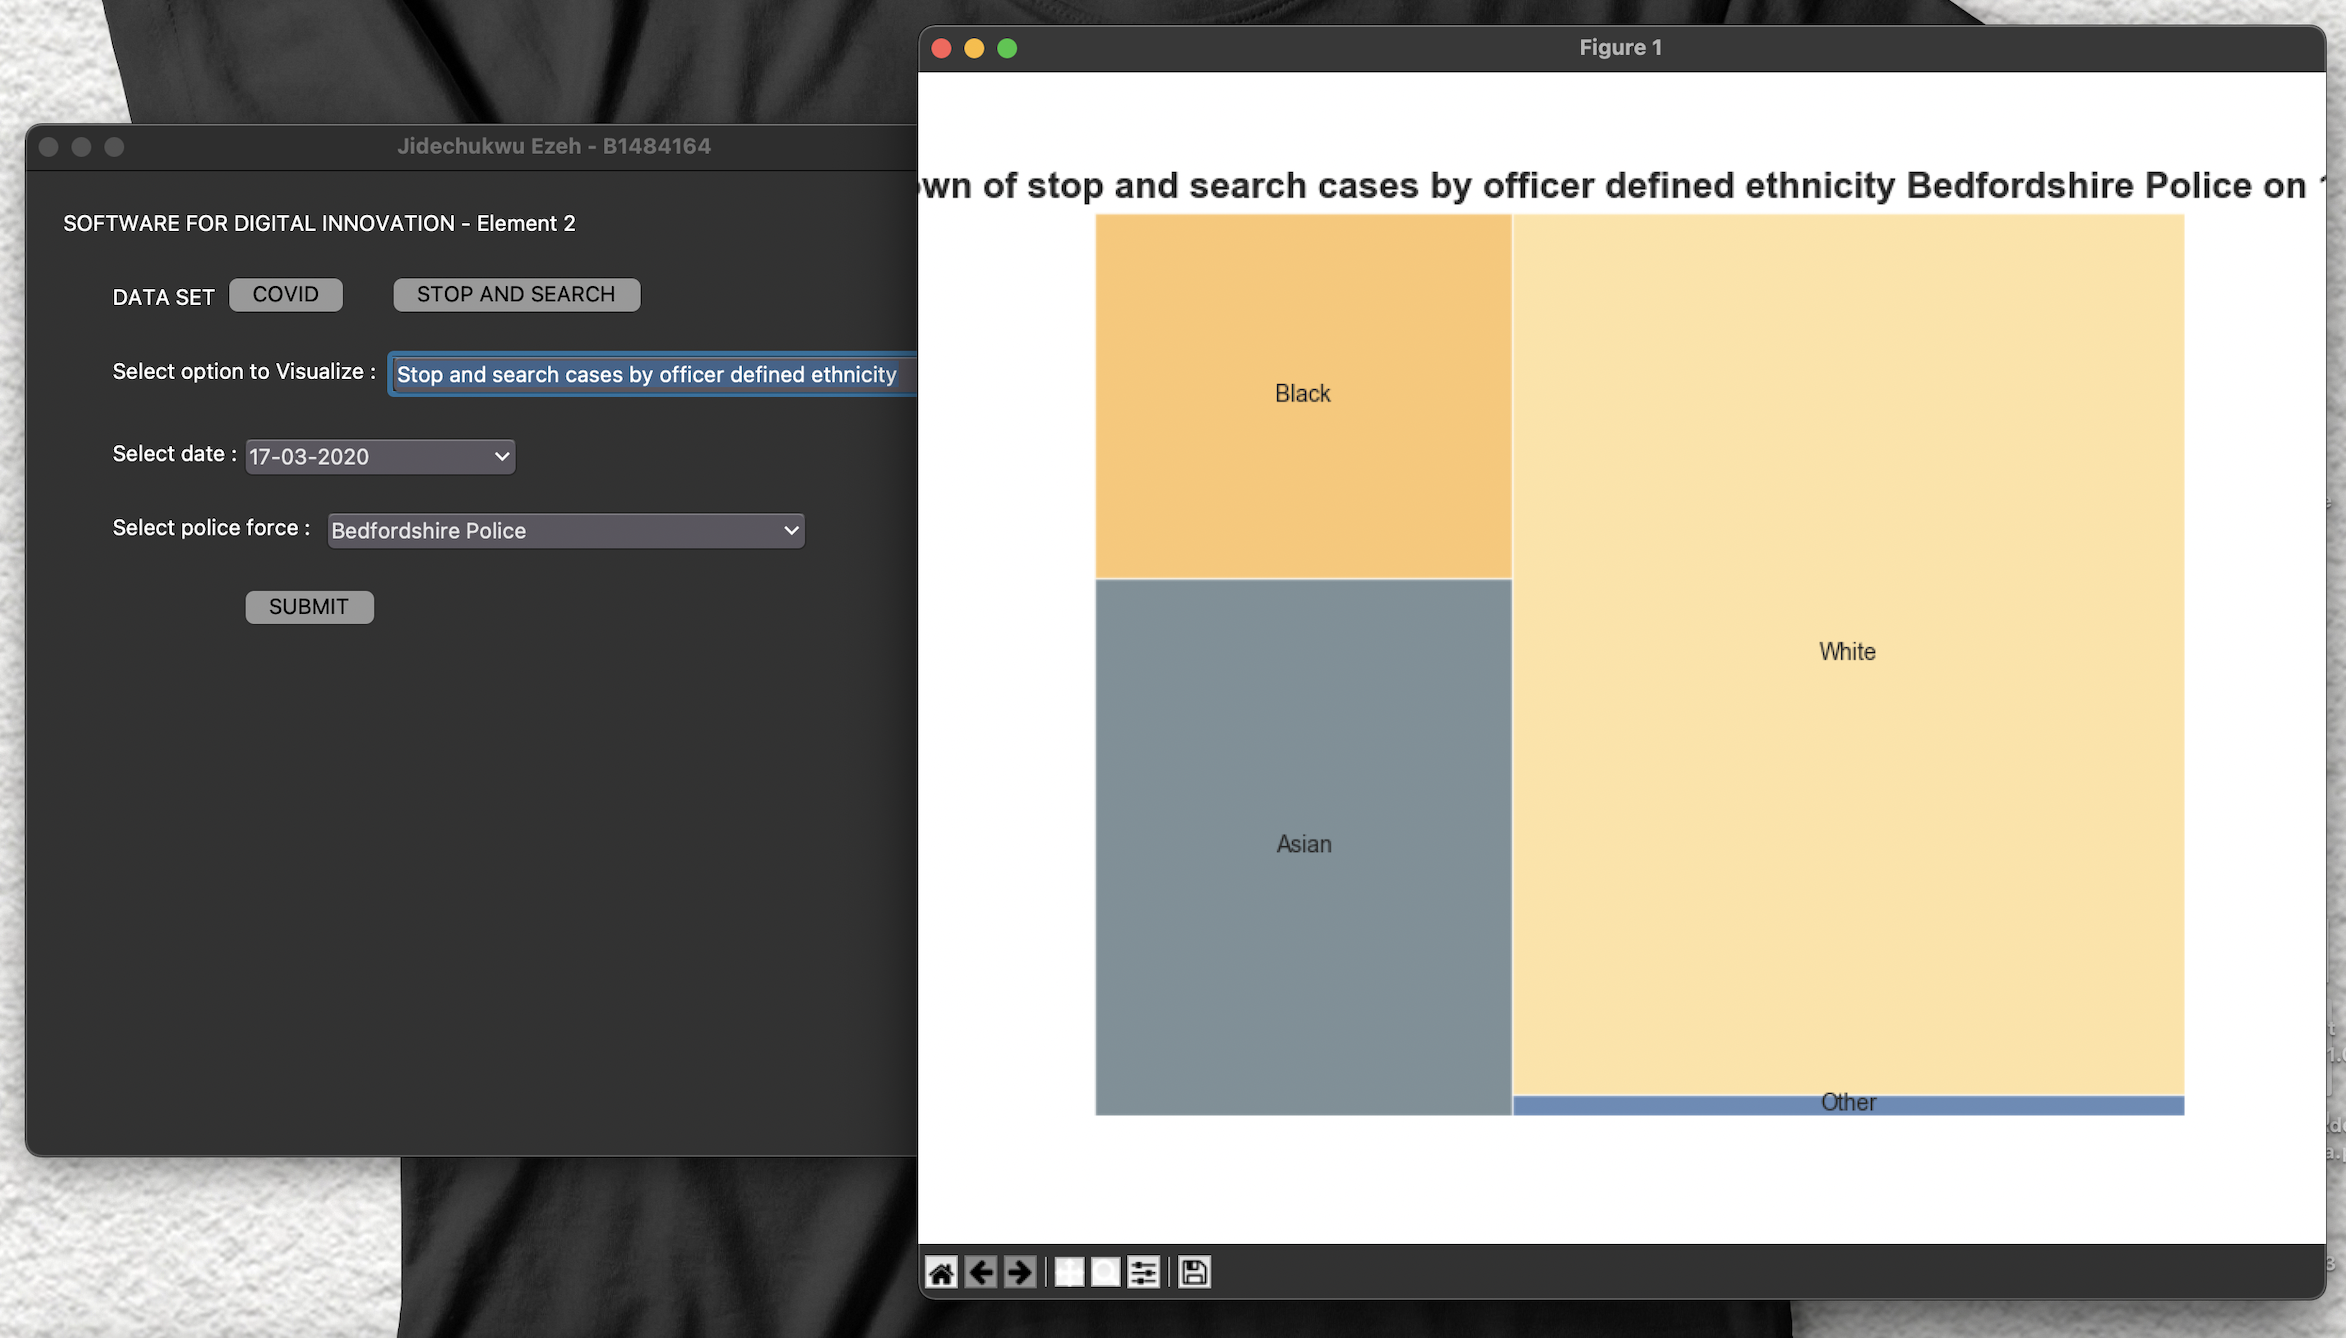 Jidechukwu Ezeh - B1484164
SOFTWARE FOR DIGITAL INNOVATION - Element 2
DATA SET COVID STOP AND SEARCH
Select option to Visualize : Stop and search cases by officer defined ethnicity
Select date : 17-03-2020
Select police force : Bedfordshire Police
SUBMIT
Figure 1
of stop and search cases by officer defined ethnicity Bedfordshire Police on
Black
White
Asian
Other